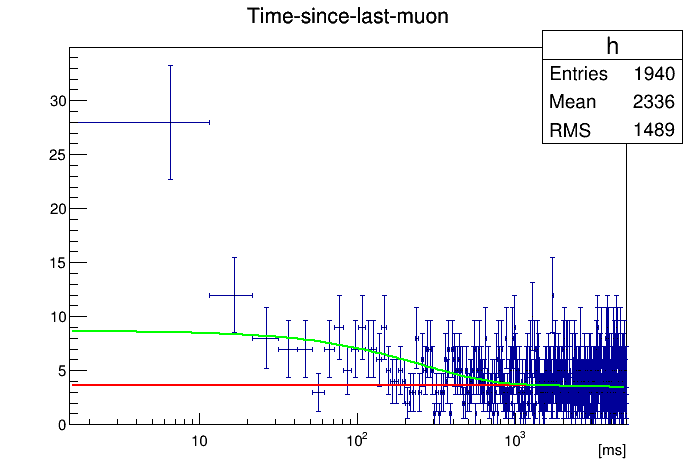 Time-since-last-muon
h
Entries 1940
Mean 2336
RMS 1489
30
25
20
15
10
5
0
10 10² 10³
[ms]